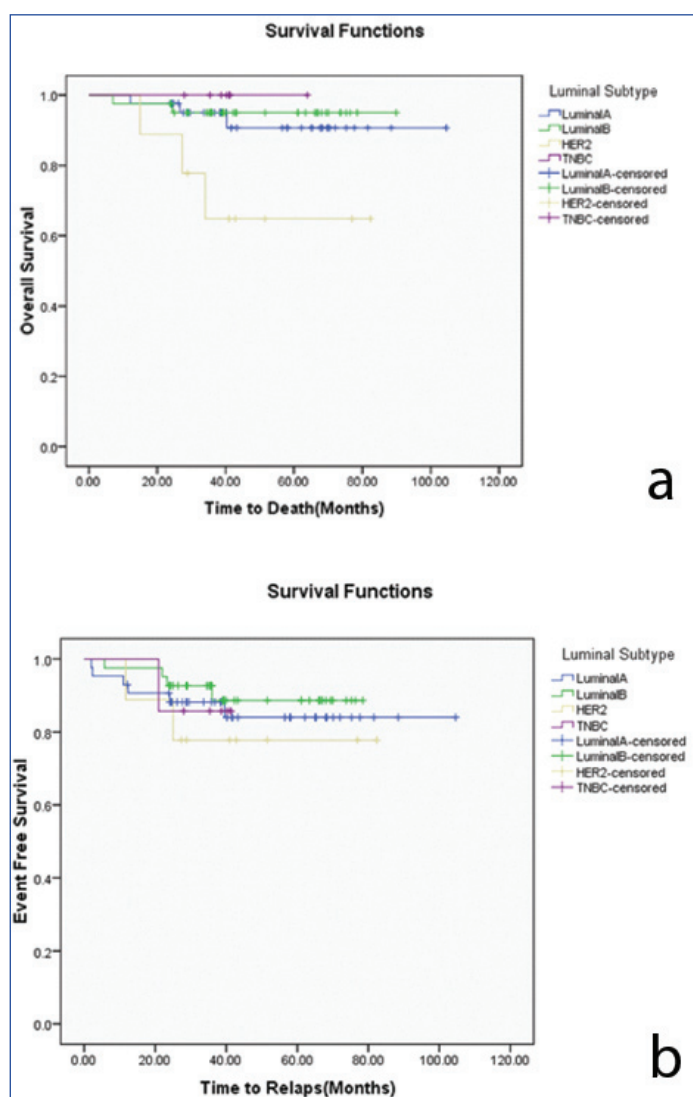 Survival Functions
Luminal Subtype
LuminalA
LuminalB
HER2
TNBC
LuminalA-censored
LuminalB-censored
HER2-censored
TNBC-censored
Overall Survival
1.0
0.8
0.6
0.4
0.2
0.0
0.00 20.00 40.00 60.00 80.00 100.00 120.00
Time to Death(Months)
a
Survival Functions
Luminal Subtype
LuminalA
LuminalB
HER2
TNBC
LuminalA-censored
LuminalB-censored
HER2-censored
TNBC-censored
Event Free Survival
1.0
0.8
0.6
0.4
0.2
0.0
0.00 20.00 40.00 60.00 80.00 100.00 120.00
Time to Relaps(Months)
b